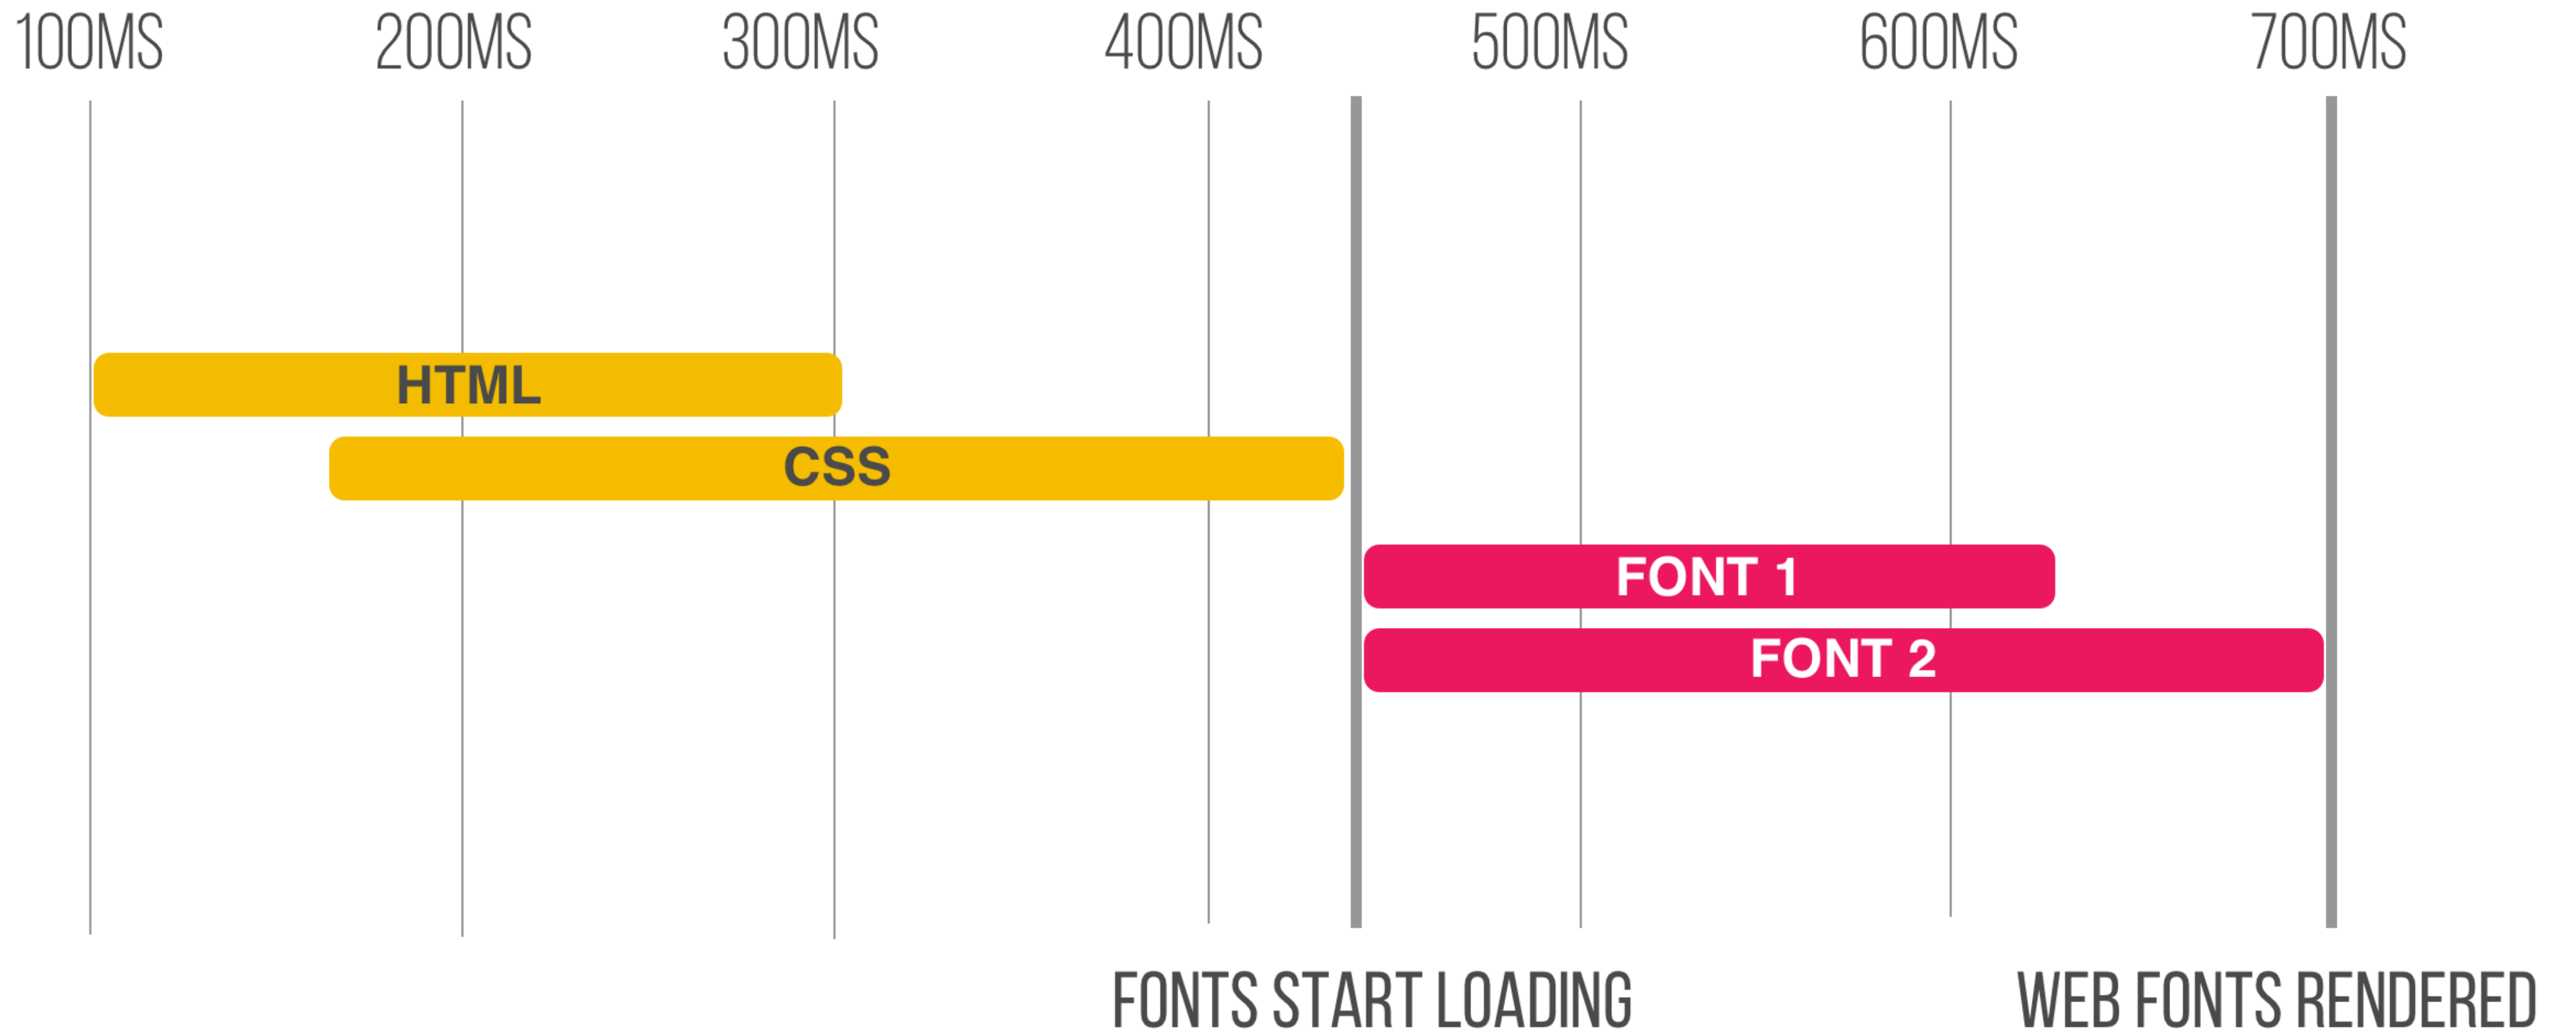 100MS 200MS 300MS 400MS 500MS 600MS 700MS
HTML
CSS
FONT 1
FONT 2
FONTS START LOADING
WEB FONTS RENDERED